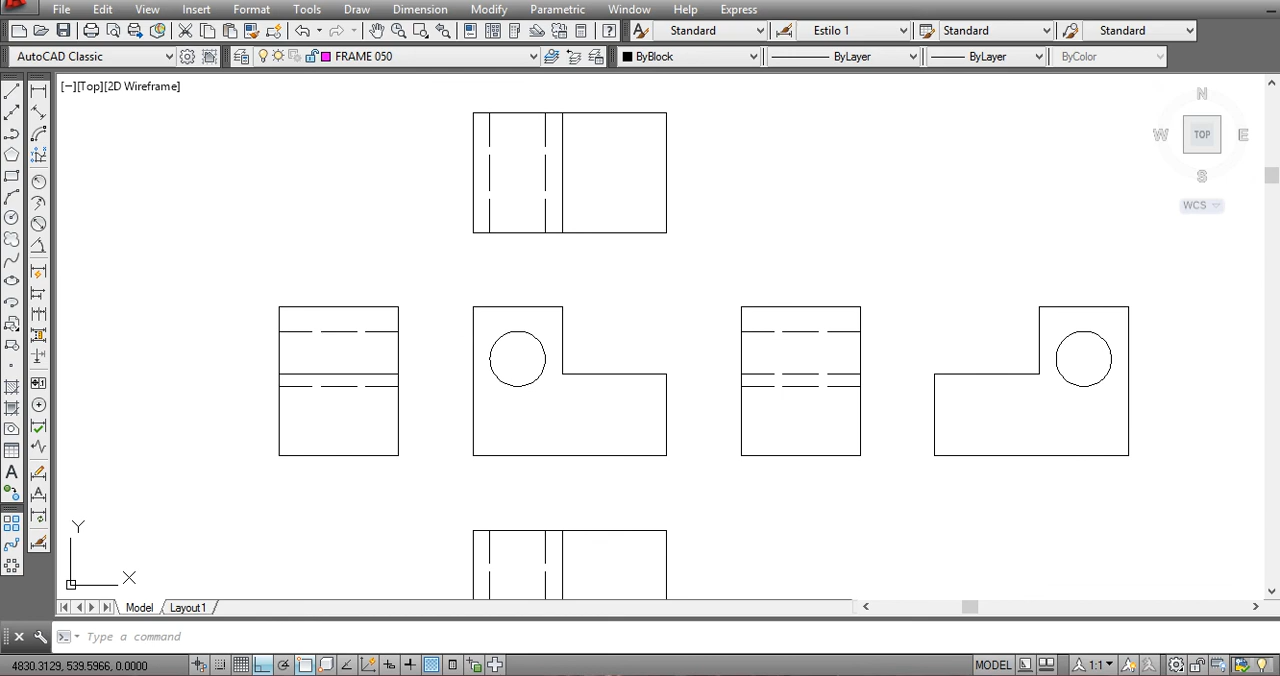 File Edit View Insert Format Tools Draw Dimension Modify Parametric Window Help Express
Standard Estilo 1 Standard Standard
AutoCAD Classic FRAME 050 ByBlock ByLayer ByLayer ByColor
[−][Top][2D Wireframe]
N
W TOP E
S
WCS
Y
X
Model Layout1
Type a command
4830.3129, 539.5966, 0.0000 MODEL 1:1